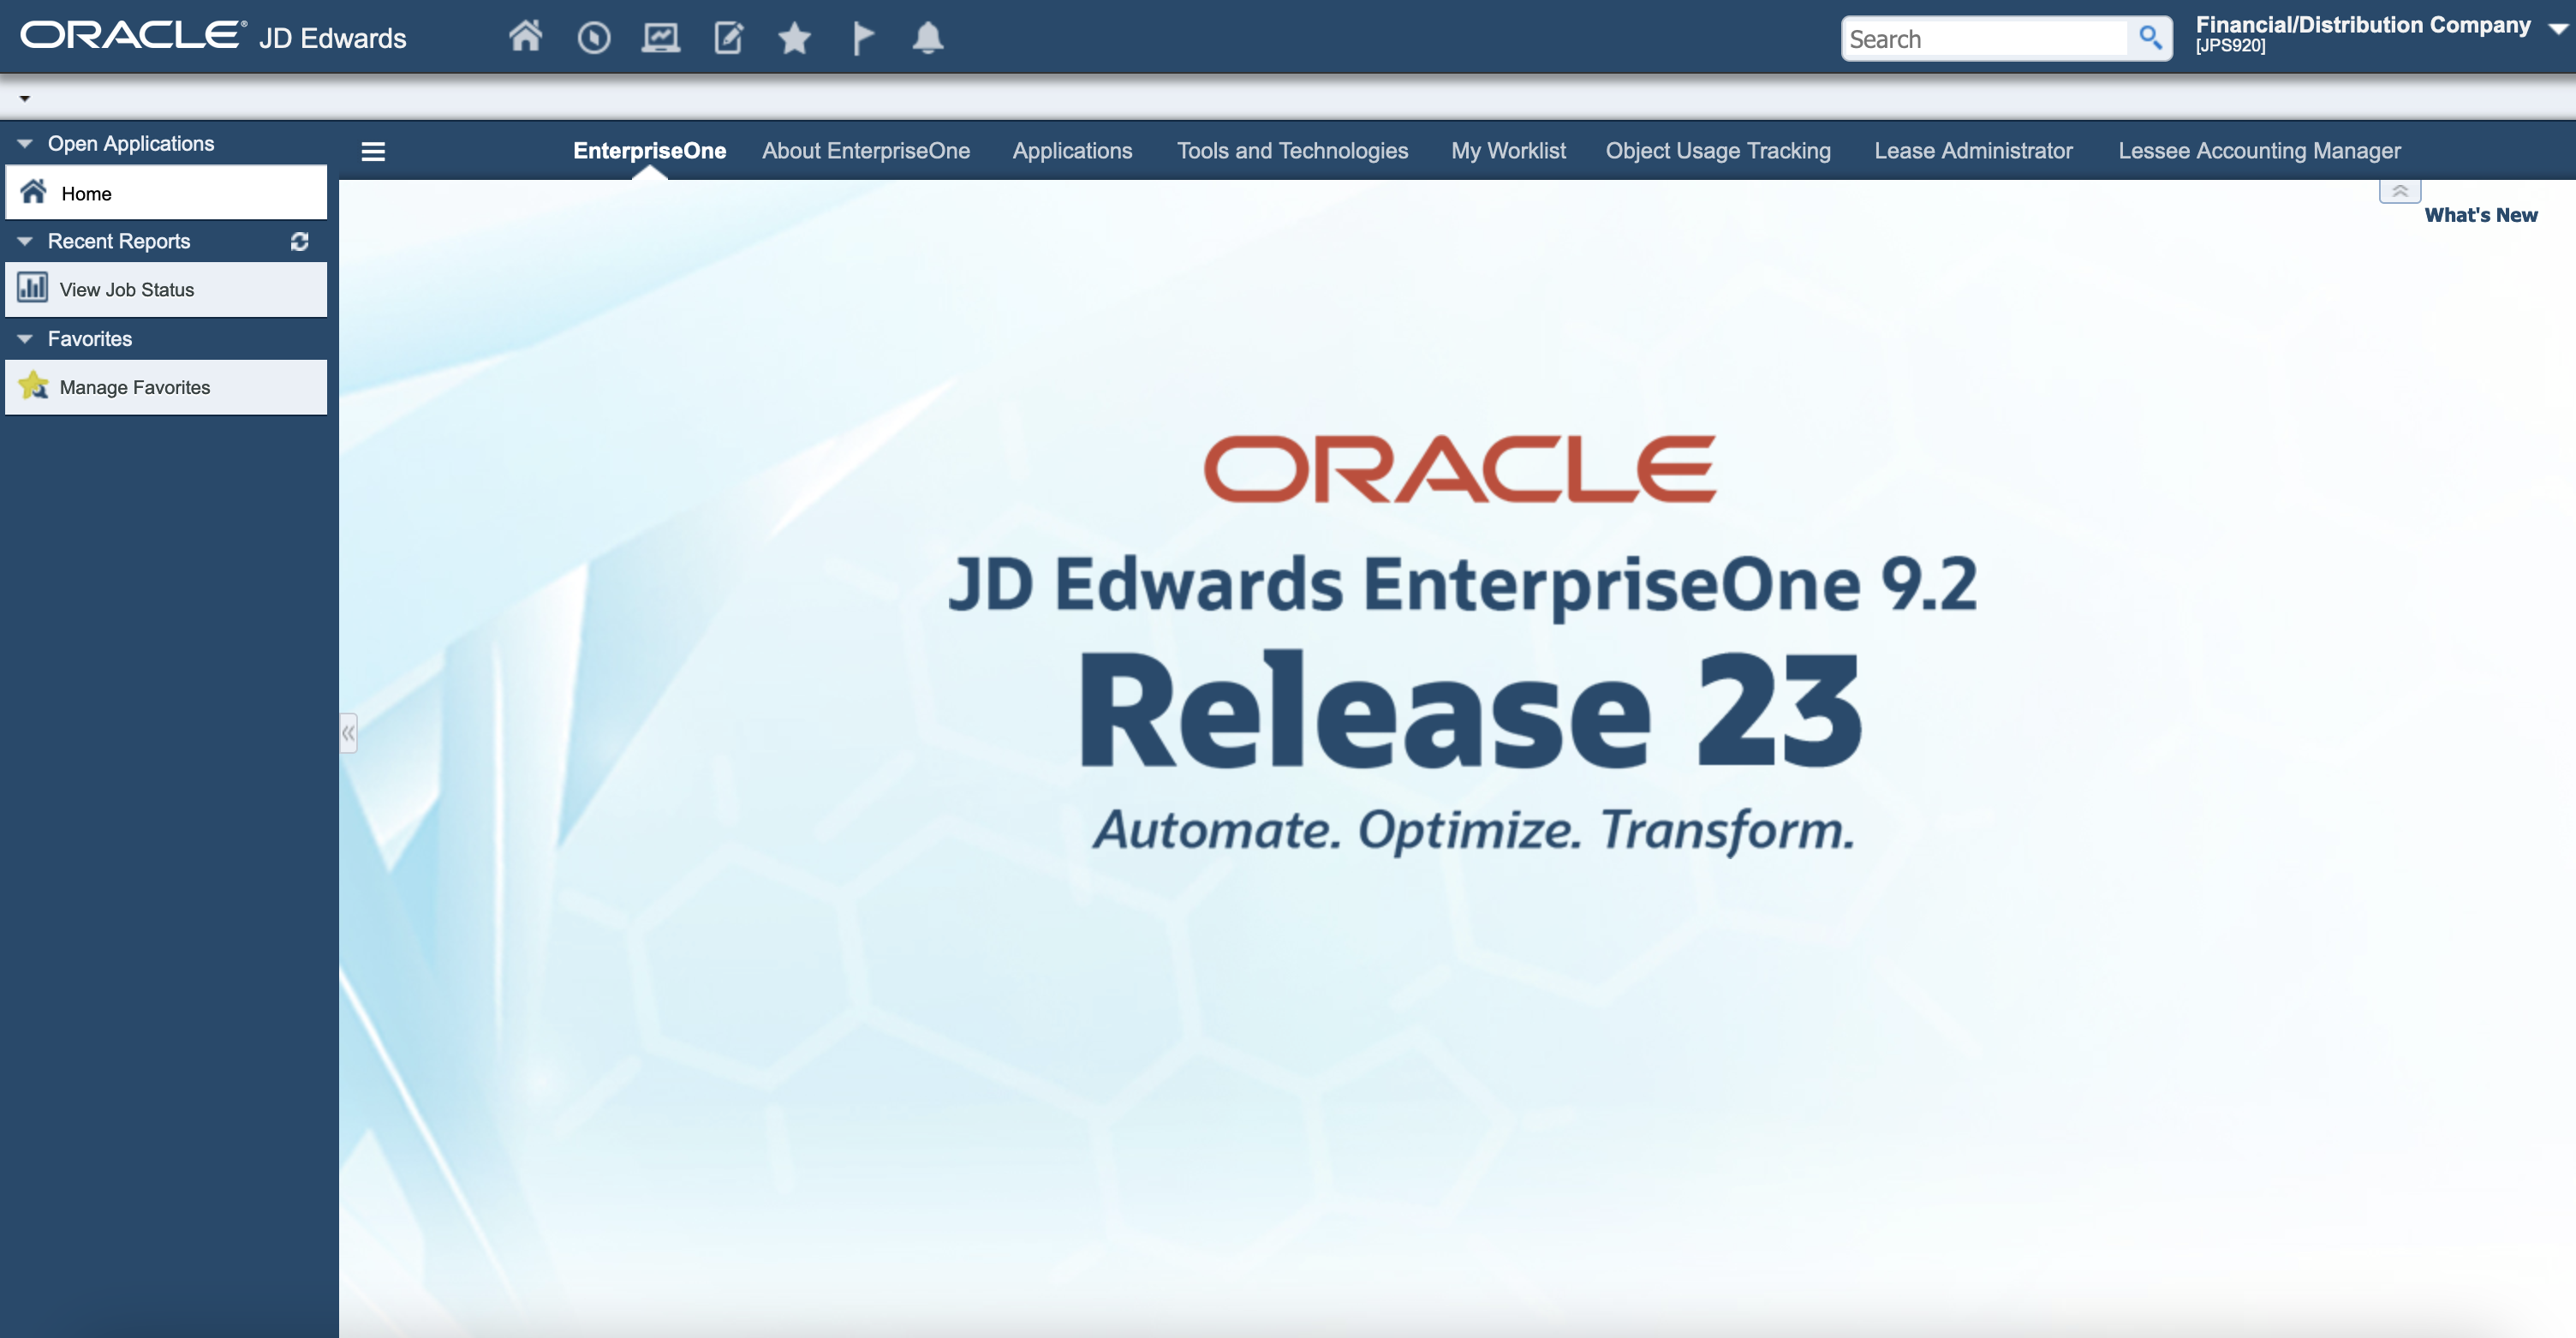 ORACLE® JD Edwards
Search
Financial/Distribution Company
[JPS920]
Open Applications
Home
Recent Reports
View Job Status
Favorites
Manage Favorites
EnterpriseOne About EnterpriseOne Applications Tools and Technologies My Worklist Object Usage Tracking Lease Administrator Lessee Accounting Manager
What's New
ORACLE
JD Edwards EnterpriseOne 9.2
Release 23
Automate. Optimize. Transform.